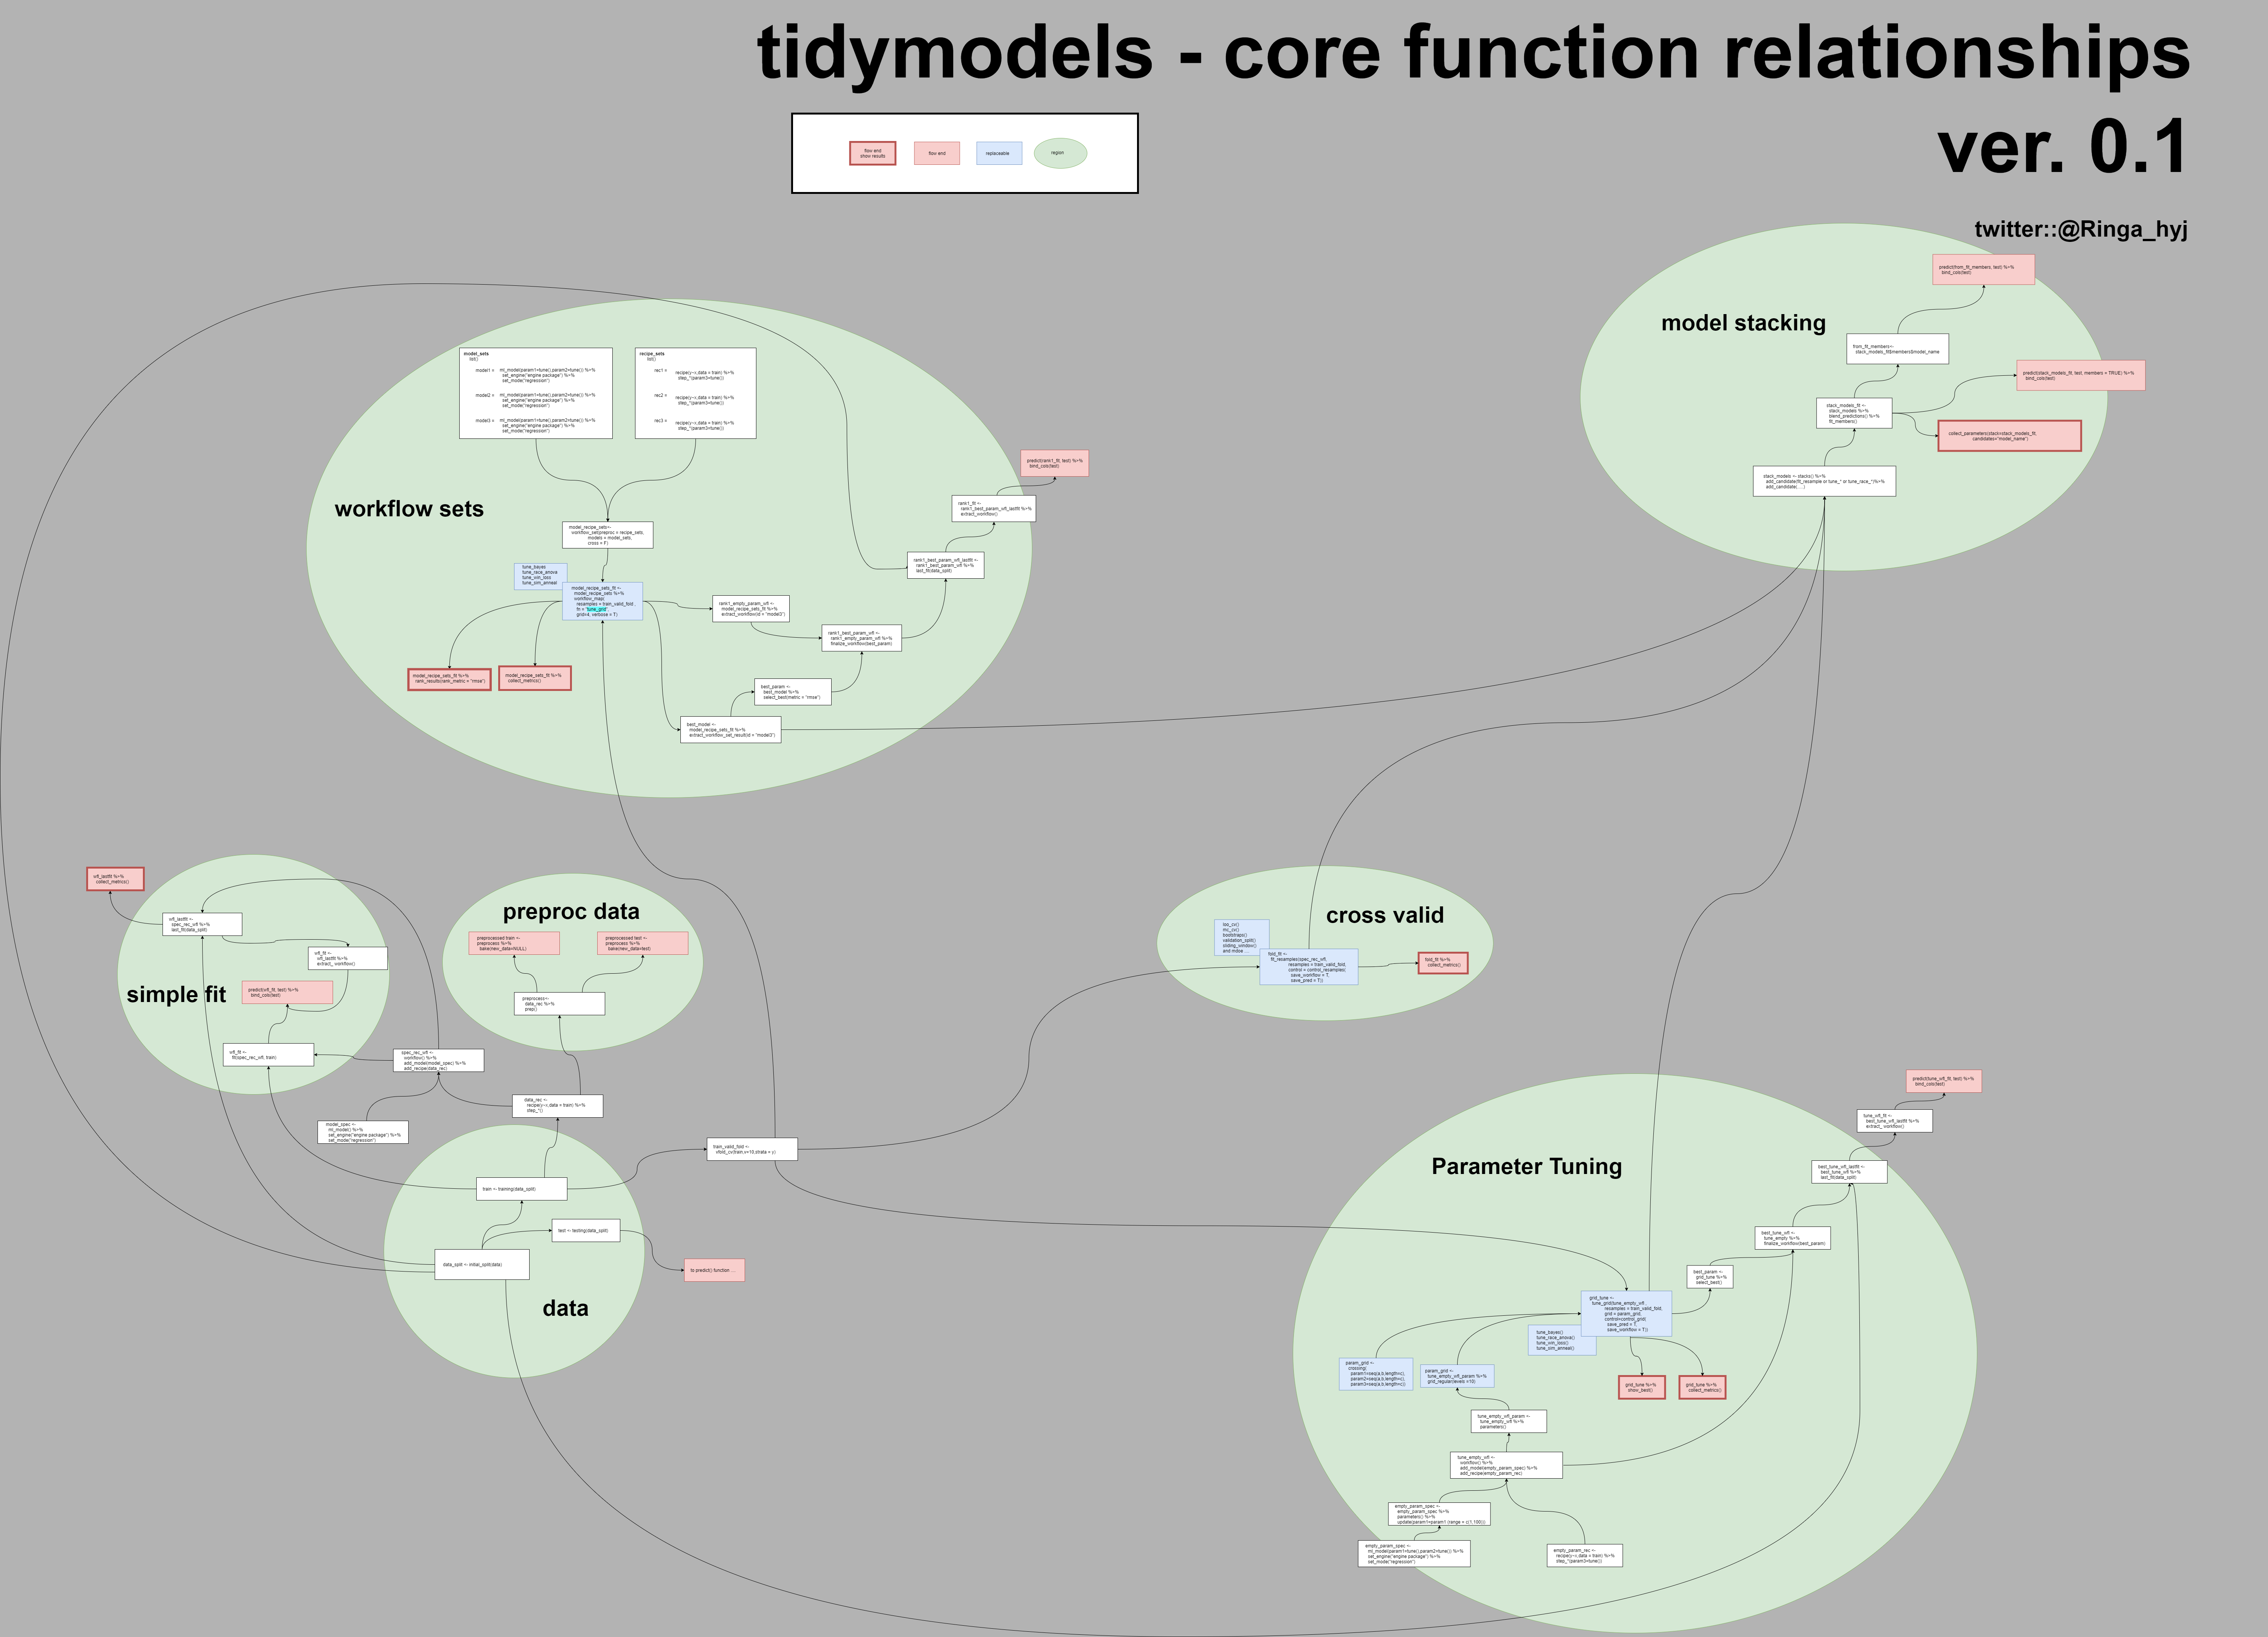 tidymodels - core function relationships
ver. 0.1
twitter::@Ringa_hyj
flow end
show results
flow end
replaceable
region
model stacking
predict(from_fit_members, test) %>%
bind_cols(test)
from_fit_members<-
stack_models_fit$members$model_name
predict(stack_models_fit, test, members = TRUE) %>%
bind_cols(test)
stack_models_fit <-
stack_models %>%
blend_predictions() %>%
fit_members()
collect_parameters(stack=stack_models_fit,
candidates="model_name")
stack_models <- stacks() %>%
add_candidate(fit_resample or tune_* or tune_race_*)%>%
add_candidate(.....)
workflow sets
model_sets
list()
model1 = ml_model(param1=tune(),param2=tune()) %>%
set_engine("engine package") %>%
set_mode("regression")
model2 = ml_model(param1=tune(),param2=tune()) %>%
set_engine("engine package") %>%
set_mode("regression")
model3 = ml_model(param1=tune(),param2=tune()) %>%
set_engine("engine package") %>%
set_mode("regression")
recipe_sets
list()
rec1 =
recipe(y~x,data = train) %>%
step_*(param3=tune())
rec2 =
recipe(y~x,data = train) %>%
step_*(param3=tune())
rec3 =
recipe(y~x,data = train) %>%
step_*(param3=tune())
model_recipe_sets<-
workflow_set(preproc = recipe_sets,
models = model_sets,
cross = F)
tune_bayes
tune_race_anova
tune_win_loss
tune_sim_anneal
model_recipe_sets_fit <-
model_recipe_sets %>%
workflow_map(
resamples = train_valid_fold ,
fn = "tune_grid",
grid=4, verbose = T)
model_recipe_sets_fit %>%
rank_results(rank_metric = "rmse")
model_recipe_sets_fit %>%
collect_metrics()
rank1_empty_param_wfl <-
model_recipe_sets_fit %>%
extract_workflow(id = "model3")
best_model <-
model_recipe_sets_fit %>%
extract_workflow_set_result(id = "model3")
best_param <-
best_model %>%
select_best(metric = "rmse")
rank1_best_param_wfl <-
rank1_empty_param_wfl %>%
finalize_workflow(best_param)
rank1_best_param_wfl_lastfit <-
rank1_best_param_wfl %>%
last_fit(data_split)
rank1_fit <-
rank1_best_param_wfl_lastfit %>%
extract_workflow()
predict(rank1_fit, test) %>%
bind_cols(test)
simple fit
wfl_lastfit %>%
collect_metrics()
wfl_lastfit <-
spec_rec_wfl %>%
last_fit(data_split)
wfl_fit <-
wfl_lastfit %>%
extract_ workflow()
predict(wfl_fit, test) %>%
bind_cols(test)
wfl_fit <-
fit(spec_rec_wfl, train)
spec_rec_wfl <-
workflow() %>%
add_model(model_spec) %>%
add_recipe(data_rec)
model_spec <-
ml_model() %>%
set_engine("engine package") %>%
set_mode("regression")
preproc data
preprocessed train <-
preprocess %>%
bake(new_data=NULL)
preprocessed test <-
preprocess %>%
bake(new_data=test)
preprocess<-
data_rec %>%
prep()
data_rec <-
recipe(y~x,data = train) %>%
step_*()
train_valid_fold <-
vfold_cv(train,v=10,strata = y)
data
train <- training(data_split)
test <- testing(data_split)
data_split <- initial_split(data)
to predict() function ....
cross valid
loo_cv()
mc_cv()
bootstraps()
validation_split()
sliding_window()
and more ....
fold_fit <-
fit_resamples(spec_rec_wfl,
resamples = train_valid_fold,
control = control_resamples(
save_workflow = T,
save_pred = T))
fold_fit %>%
collect_metrics()
Parameter Tuning
predict(tune_wfl_fit, test) %>%
bind_cols(test)
tune_wfl_fit <-
best_tune_wfl_lastfit %>%
extract_ workflow()
best_tune_wfl_lastfit <-
best_tune_wfl %>%
last_fit(data_split)
best_tune_wfl <-
tune_empty %>%
finalize_workflow(best_param)
best_param <-
grid_tune %>%
select_best()
grid_tune <-
tune_grid(tune_empty_wfl ,
resamples = train_valid_fold,
grid = param_grid,
control=control_grid(
save_pred = T,
save_workflow = T))
tune_bayes()
tune_race_anova()
tune_win_loss()
tune_sim_anneal()
param_grid <-
crossing(
param1=seq(a,b,length=c),
param2=seq(a,b,length=c),
param3=seq(a,b,length=c))
param_grid <-
tune_empty_wfl_param %>%
grid_regular(levels =10)
grid_tune %>%
show_best()
grid_tune %>%
collect_metrics()
tune_empty_wfl_param <-
tune_empty_wfl %>%
parameters()
tune_empty_wfl <-
workflow() %>%
add_model(empty_param_spec) %>%
add_recipe(empty_param_rec)
empty_param_spec <-
empty_param_spec %>%
parameters() %>%
update(param1=param1 (range = c(1,100)))
empty_param_spec <-
ml_model(param1=tune(),param2=tune()) %>%
set_engine("engine package") %>%
set_mode("regression")
empty_param_rec <-
recipe(y~x,data = train) %>%
step_*(param3=tune())